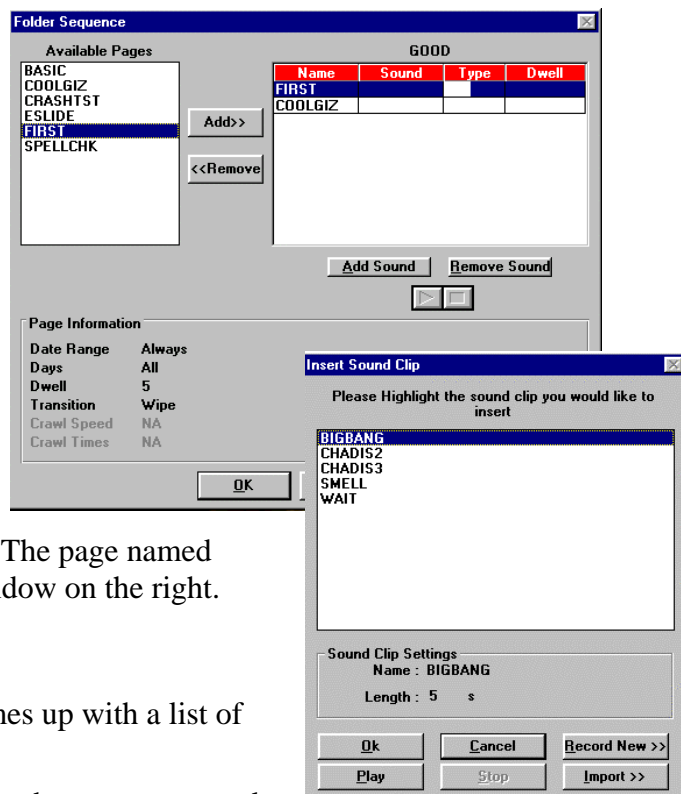 Folder Sequence
Available Pages
GOOD
BASIC
COOLGIZ
CRASHTST
ESLIDE
FIRST
SPELLCHK
Add>>
<<Remove
Name Sound Type Dwell
FIRST
COOLGIZ
Add Sound Remove Sound
Page Information
Date Range Always
Days All
Dwell 5
Transition Wipe
Crawl Speed NA
Crawl Times NA
OK
Insert Sound Clip
Please Highlight the sound clip you would like to
insert
BIGBANG
CHADIS2
CHADIS3
SMELL
WAIT
Sound Clip Settings
Name : BIGBANG
Length : 5 s
Ok Cancel Record New >>
Play Stop Import >>
The page named
dow on the right.
es up with a list of